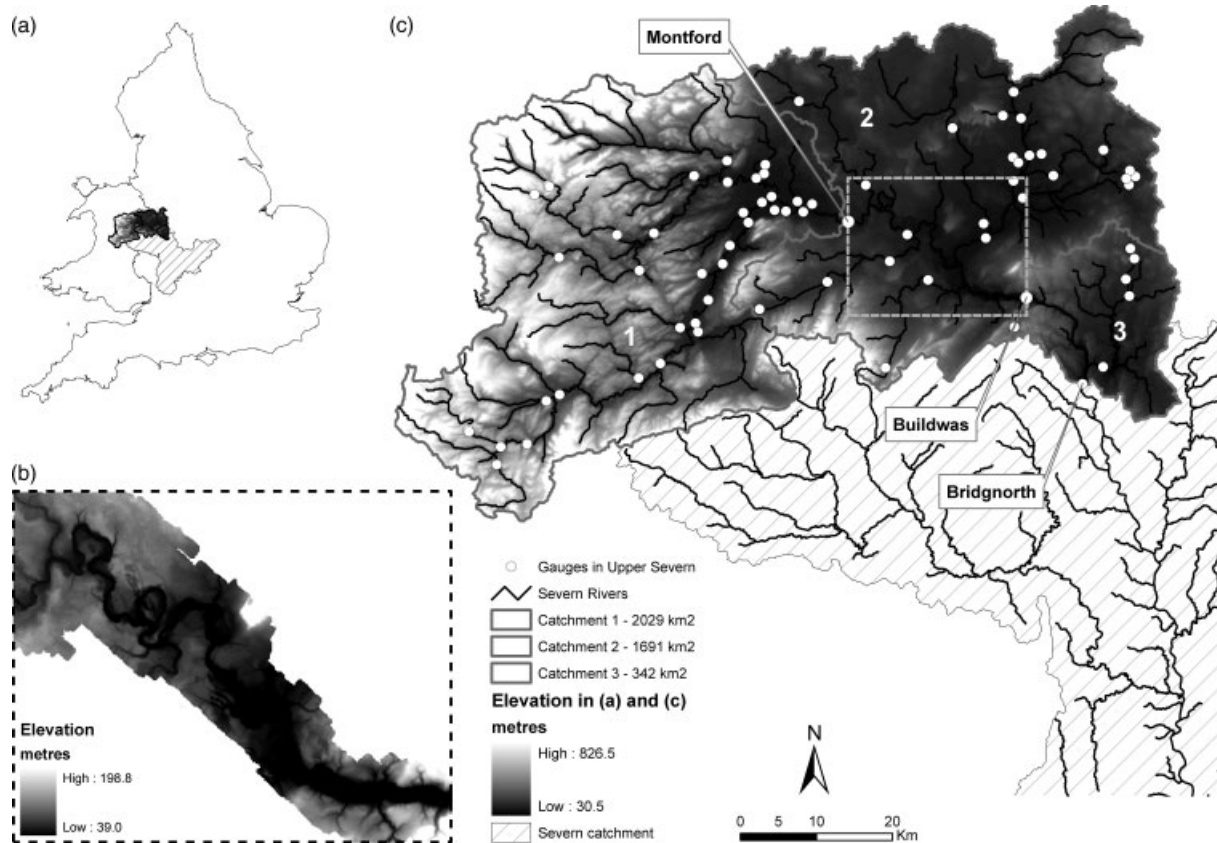 (a)
(c)
Montford
2
1
3
Buildwas
Bridgnorth
(b)
Elevation
metres
High : 198.8
Low : 39.0
Gauges in Upper Severn
Severn Rivers
Catchment 1 - 2029 km2
Catchment 2 - 1691 km2
Catchment 3 - 342 km2
Elevation in (a) and (c)
metres
High : 826.5
Low : 30.5
Severn catchment
N
0 5 10 20
Km